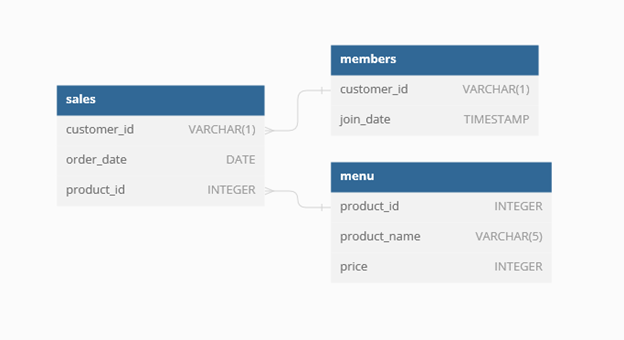 sales
customer_id VARCHAR(1)
order_date DATE
product_id INTEGER
members
customer_id VARCHAR(1)
join_date TIMESTAMP
menu
product_id INTEGER
product_name VARCHAR(5)
price INTEGER